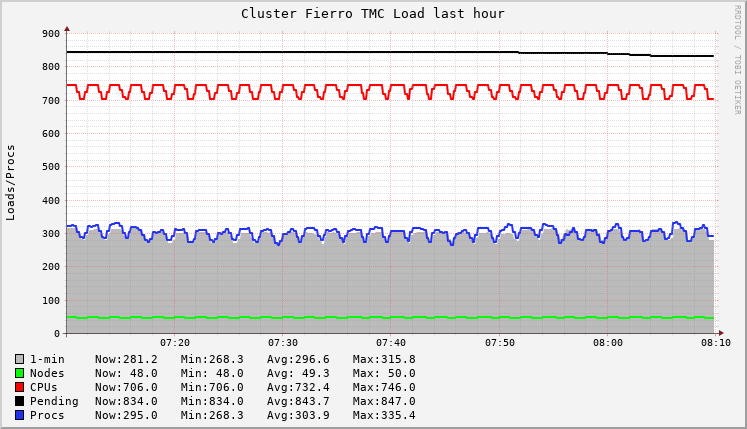 Cluster Fierro TMC Load last hour
RRDTOOL / TOBI OETIKER
Loads/Procs
900
800
700
600
500
400
300
200
100
0
07:20 07:30 07:40 07:50 08:00 08:10
1-min Now:281.2 Min:268.3 Avg:296.6 Max:315.8
Nodes Now: 48.0 Min: 48.0 Avg: 49.3 Max: 50.0
CPUs Now:706.0 Min:706.0 Avg:732.4 Max:746.0
Pending Now:834.0 Min:834.0 Avg:843.7 Max:847.0
Procs Now:295.0 Min:268.3 Avg:303.9 Max:335.4